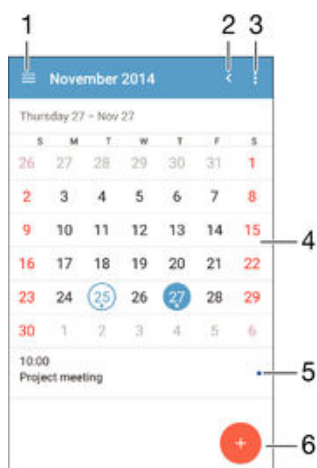 1 2 3
November 2014
Thursday 27 – Nov 27
S M T W T F S
26 27 28 29 30 31 1
2 3 4 5 6 7 8
9 10 11 12 13 14 15
4
16 17 18 19 20 21 22
23 24 25 26 27 28 29
30 1 2 3 4 5 6
10:00
Project meeting
5
+
6